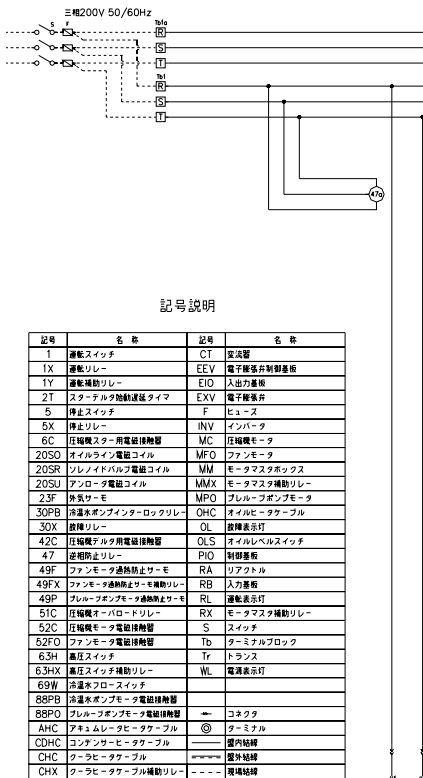 三相200V 50/60Hz
S r Tb1a
R
S
T
Tb1
R
S
T
47a
記号説明
記号 名称 記号 名称
1 運転スイッチ CT 変流器
1X 運転リレー EEV 電子膨張弁制御基板
1Y 運転補助リレー EIO 入出力基板
2T スターデルタ始動遅延タイマ EXV 電子膨張弁
5 停止スイッチ F ヒューズ
5X 停止リレー INV インバータ
6C 圧縮機スター用電磁接触器 MC 圧縮機モータ
20SO オイルライン電磁コイル MFO ファンモータ
20SR ソレノイドバルブ電磁コイル MM モータマスタボックス
20SU アンローダ電磁コイル MMX モータマスタ補助リレー
23F 外気サーモ MPO プレループポンプモータ
30PB 冷温水ポンプインターロックリレー OHC オイルヒータケーブル
30X 故障リレー OL 故障表示灯
42C 圧縮機デルタ用電磁接触器 OLS オイルレベルスイッチ
47 逆相防止リレー PIO 制御基板
49F ファンモータ過熱防止サーモ RA リアクトル
49FX ファンモータ過熱防止サーモ補助リレー RB 入力基板
49P プレループポンプモータ過熱防止サーモ RL 運転表示灯
51C 圧縮機オーバロードリレー RX モータマスタ補助リレー
52C 圧縮機モータ電磁接触器 S スイッチ
52FO ファンモータ電磁接触器 Tb ターミナルブロック
63H 高圧スイッチ Tr トランス
63HX 高圧スイッチ補助リレー WL 電源表示灯
69W 冷温水フロースイッチ
88PB 冷温水ポンプモータ電磁接触器
88PO プレループポンプモータ電磁接触器 コネクタ
AHC アキュムレータヒータケーブル ターミナル
CDHC コンデンサーヒータケーブル 盤内結線
CHC クーラヒータケーブル 盤外結線
CHX クーラヒータケーブル補助リレー 現場結線